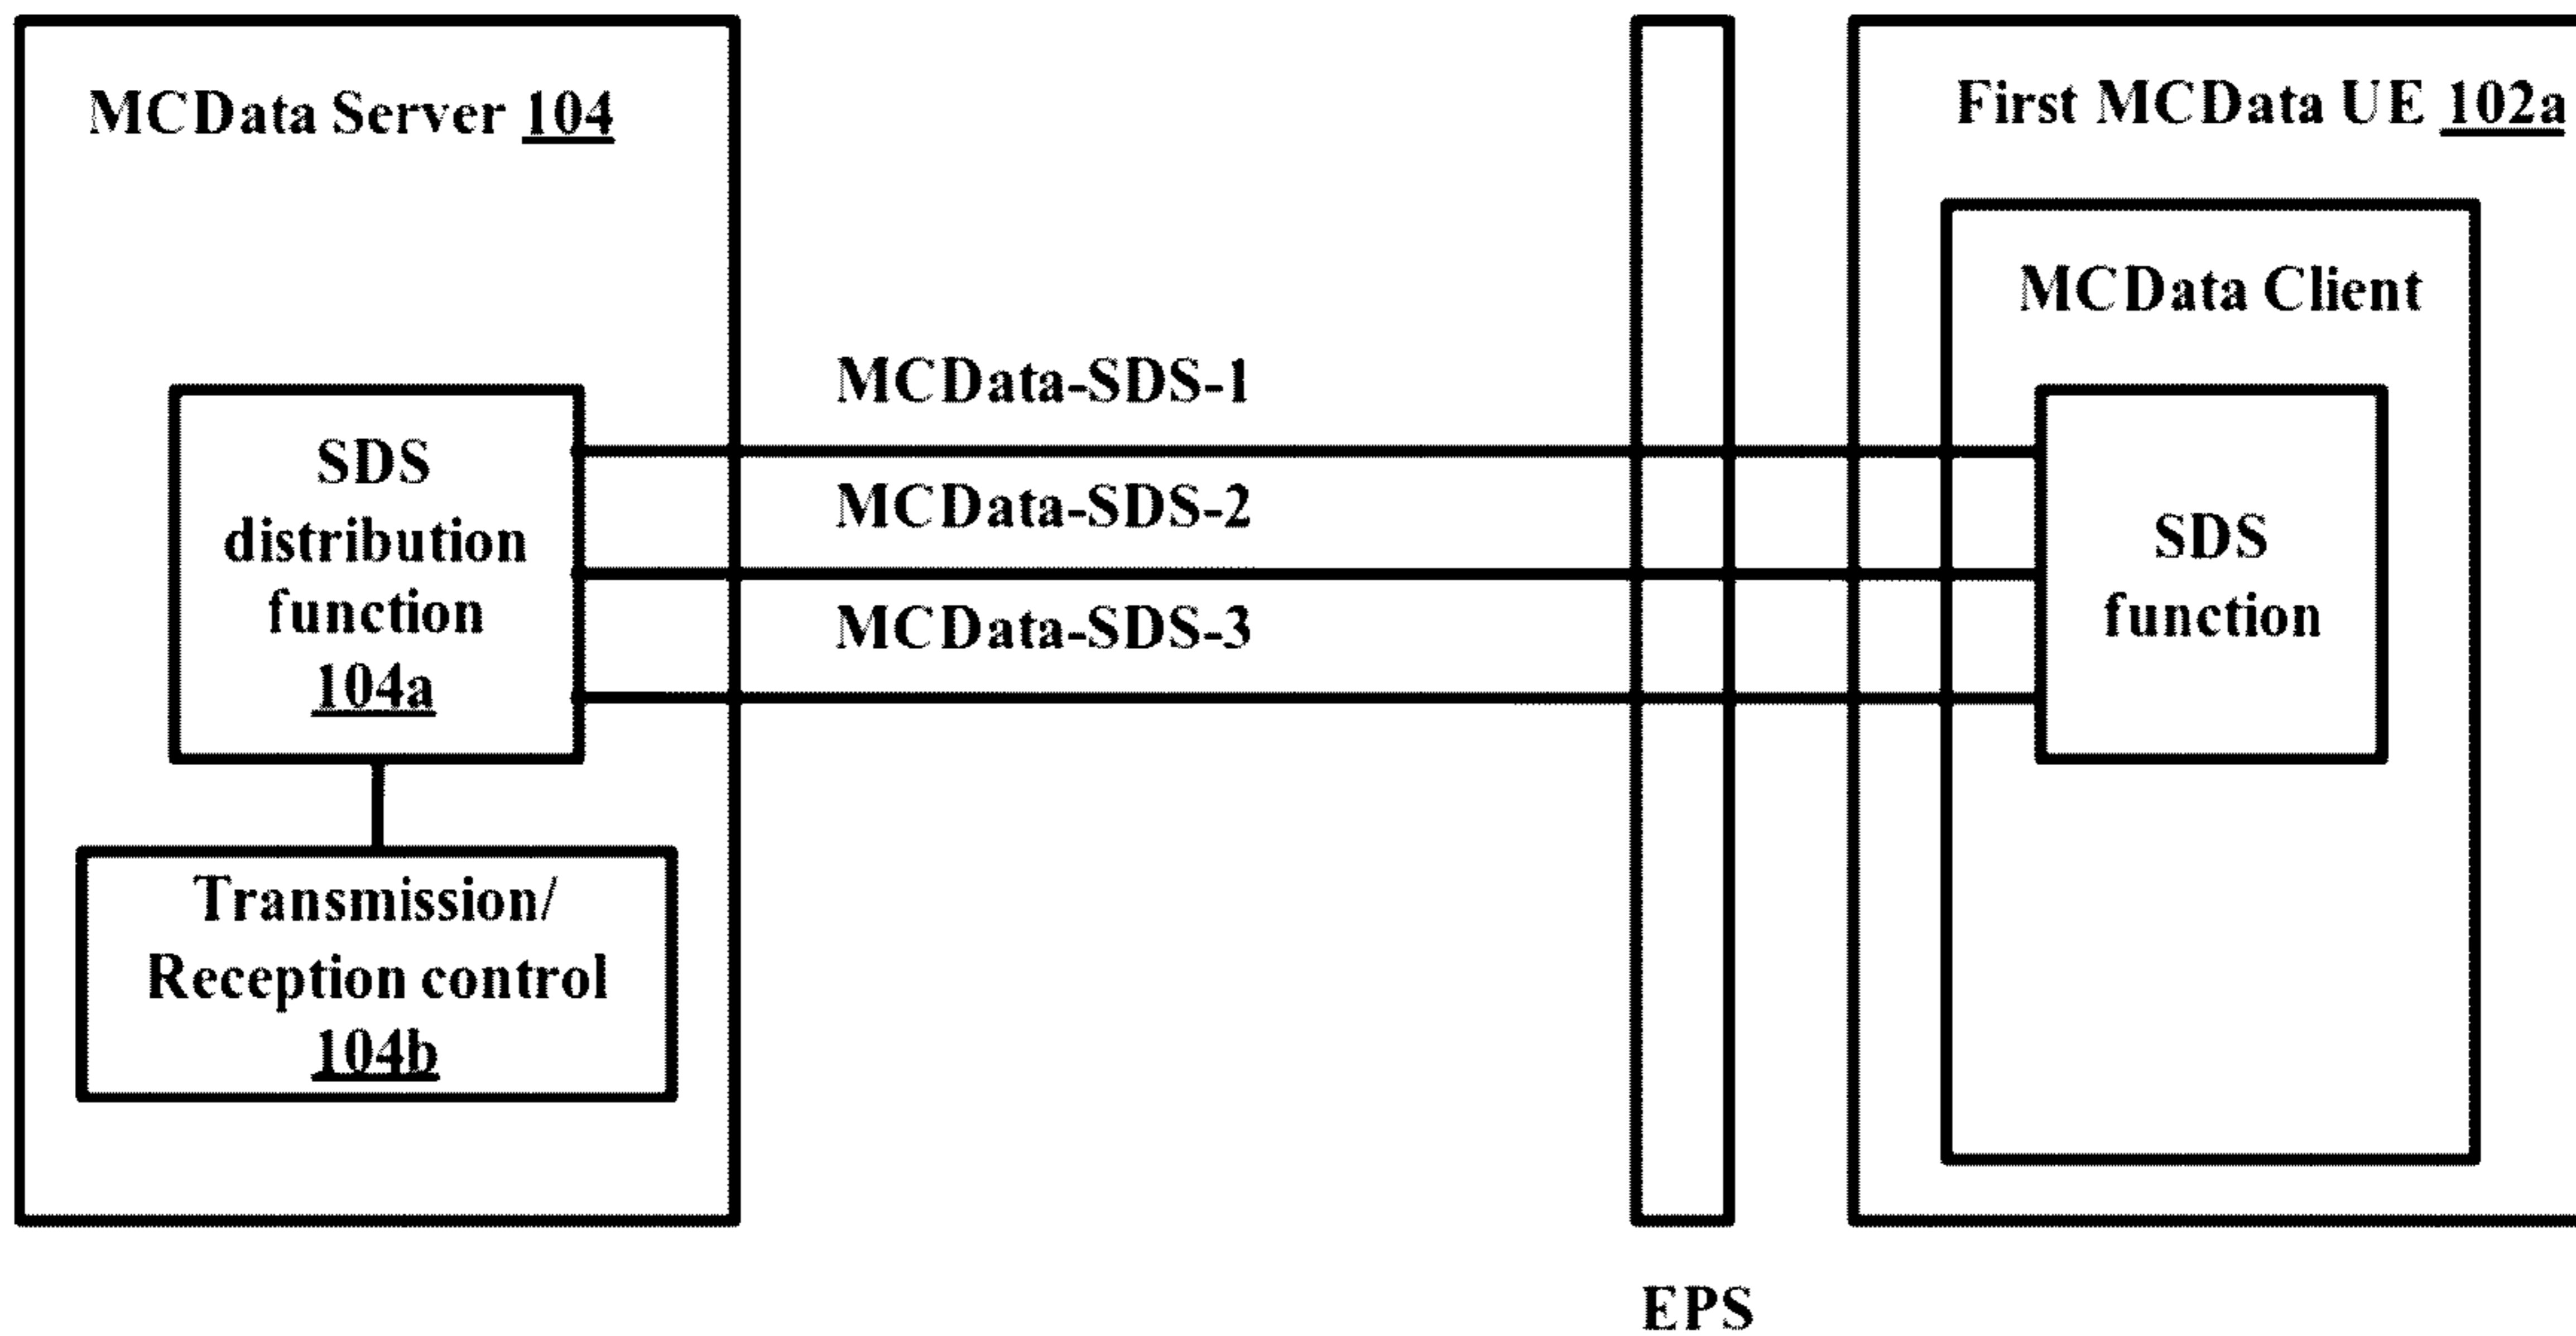 MCData Server 104
SDS
distribution
function
104a
Transmission/
Reception control
104b
MCData-SDS-1
MCData-SDS-2
MCData-SDS-3
EPS
First MCData UE 102a
MCData Client
SDS
function